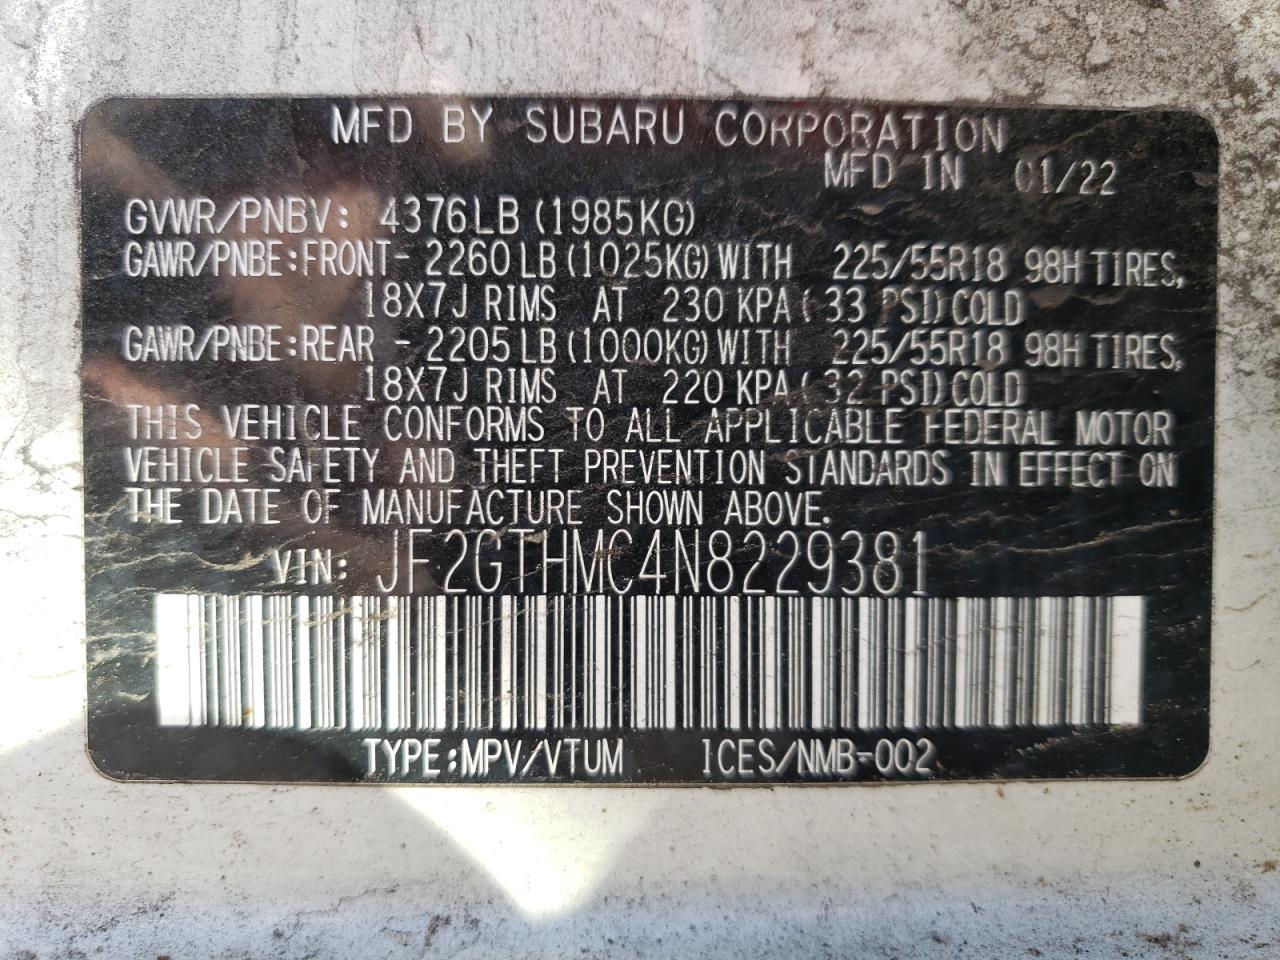 MFD BY SUBARU CORPORATION
MFD IN 01/22
GVWR/PNBV: 4376LB (1985KG)
GAWR/PNBE:FRONT- 2260 LB (1025KG) WITH 225/55R18 98H TIRES,
18X7J RIMS AT 230 KPA ( 33 PSI) COLD
GAWR/PNBE:REAR - 2205 LB (1000KG) WITH 225/55R18 98H TIRES,
18X7J RIMS AT 220 KPA ( 32 PSI) COLD
THIS VEHICLE CONFORMS TO ALL APPLICABLE FEDERAL MOTOR
VEHICLE SAFETY AND THEFT PREVENTION STANDARDS IN EFFECT ON
THE DATE OF MANUFACTURE SHOWN ABOVE.
VIN: JF2GTHMC4N8229381
TYPE:MPV/VTUM ICES/NMB-002